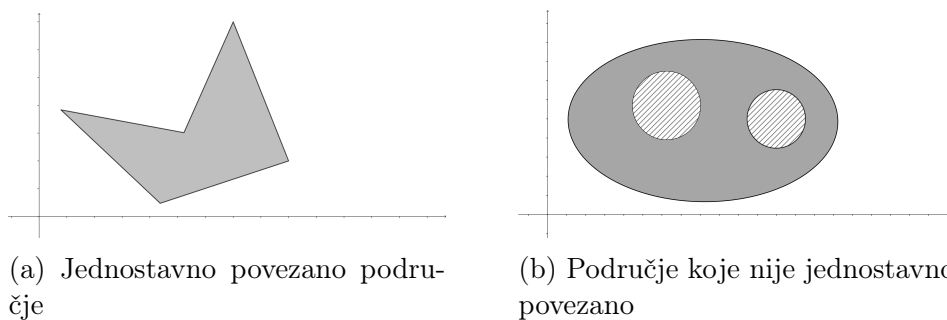 (a) Jednostavno povezano podru-
čje
(b) Područje koje nije jednostavno
povezano